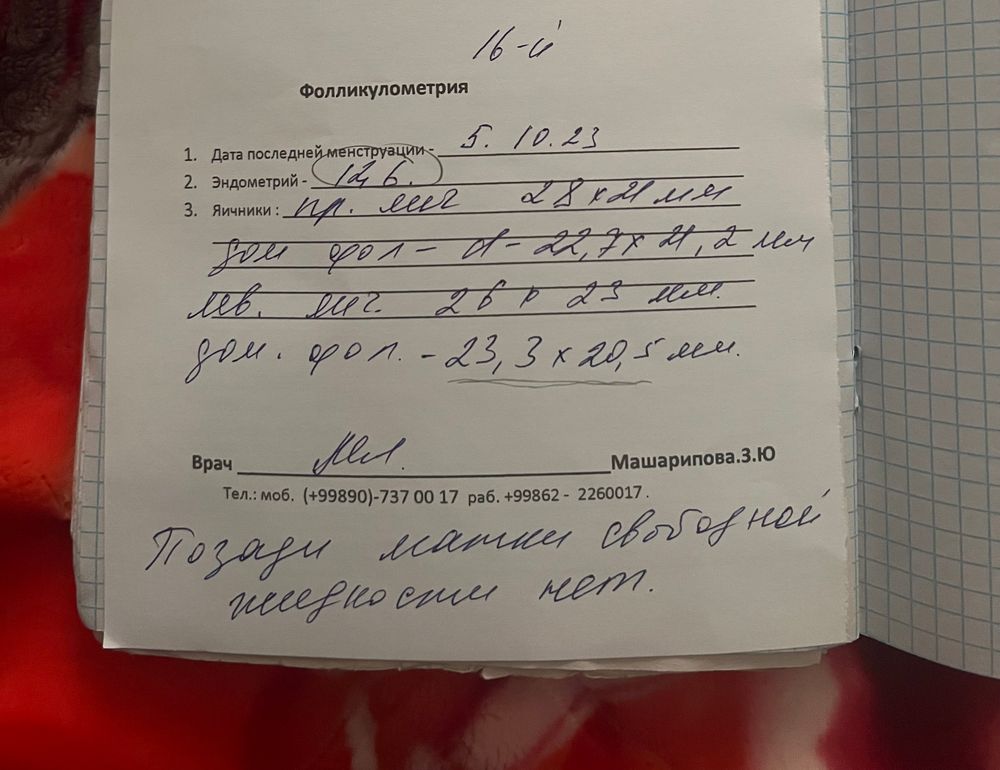 16-й
Фолликулометрия
1. Дата последней менструации - 5.10.23
2. Эндометрий - 12,6.
3. Яичники : пр. яич 28 х 21 мм
дом фол - d - 22,7 х 21,2 мм
лев. яич. 26 х 23 мм.
дом. фол. - 23,3 х 20,5 мм.
Врач Машарипова.З.Ю
Тел.: моб. (+99890)-737 00 17 раб. +99862 - 2260017 .
Позади матки свободной
жидкости нет.